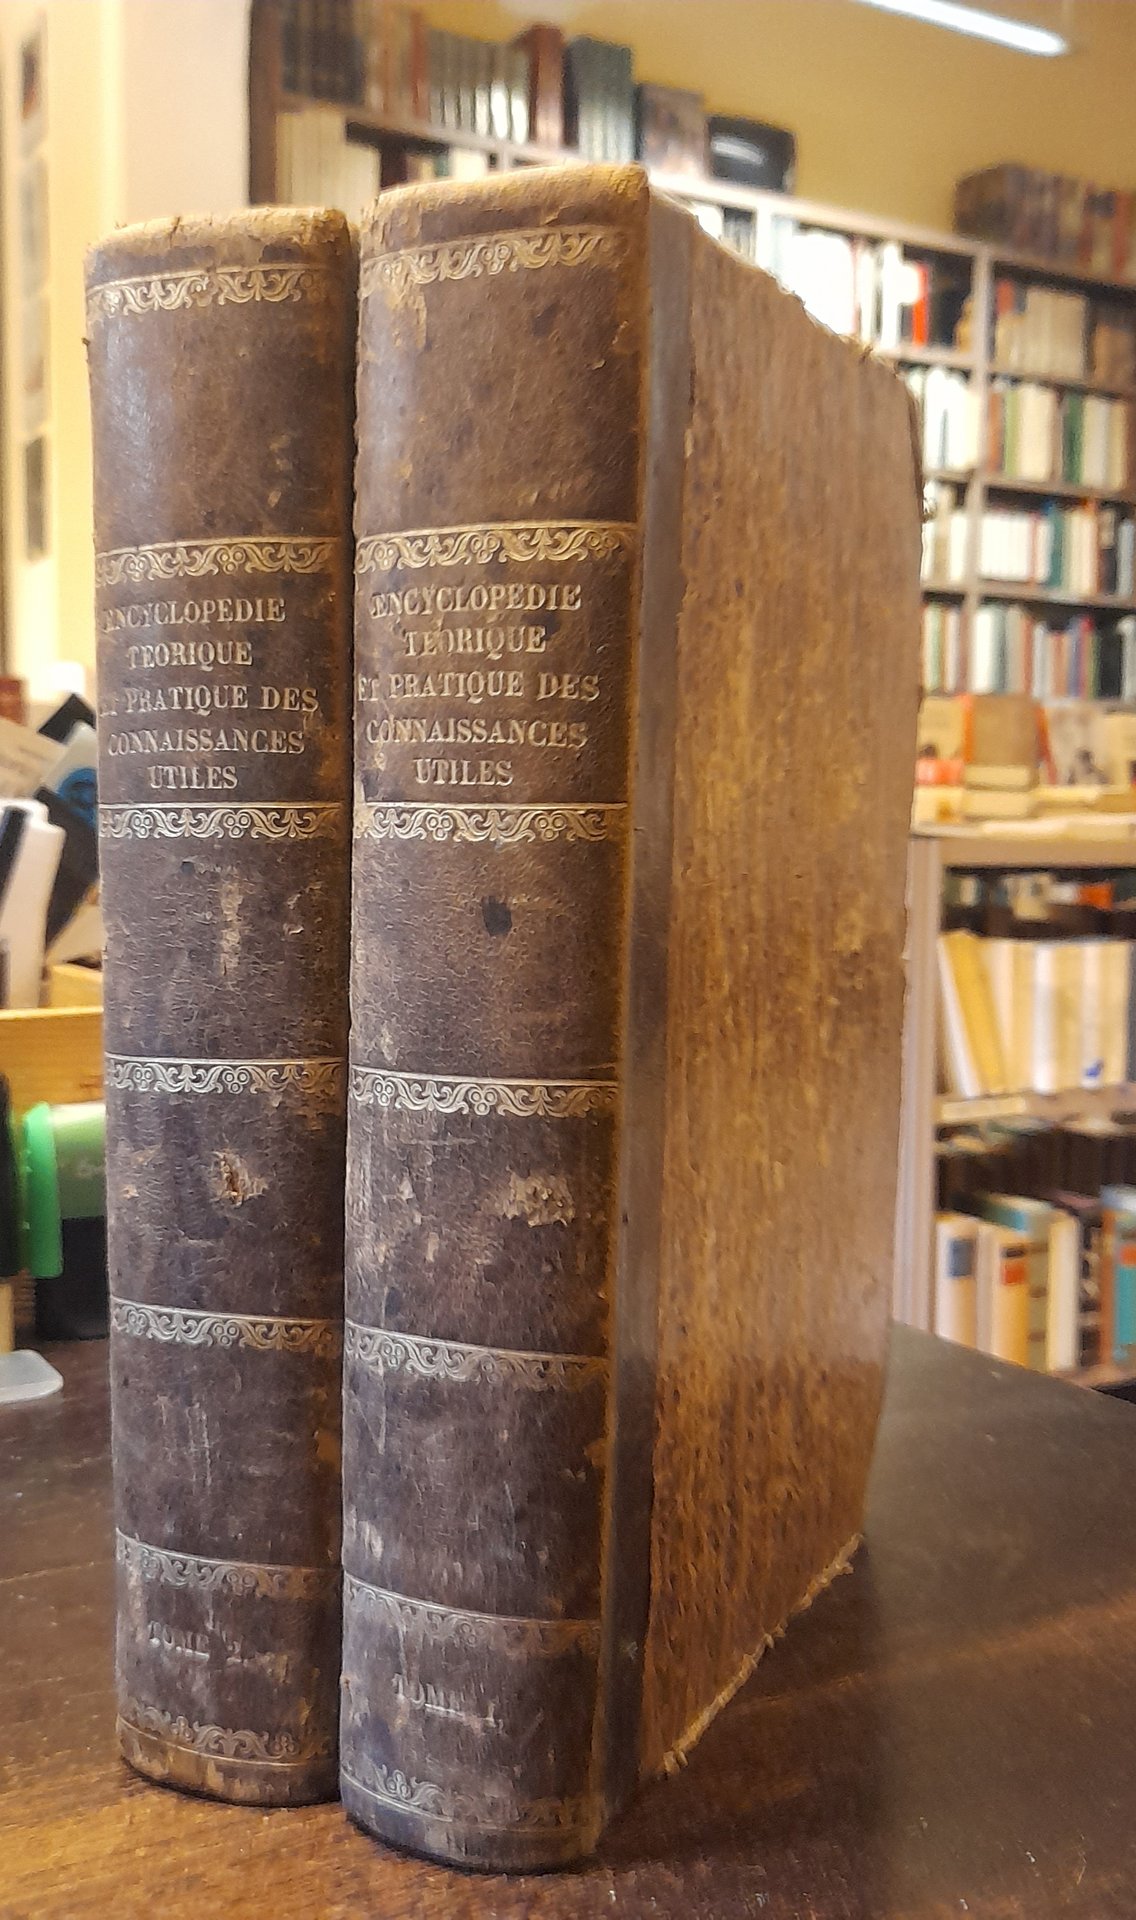 ENCYCLOPEDIE
TEORIQUE
ET PRATIQUE DES
CONNAISSANCES
UTILES
TOME 2
ENCYCLOPEDIE
TEORIQUE
ET PRATIQUE DES
CONNAISSANCES
UTILES
TOME 1